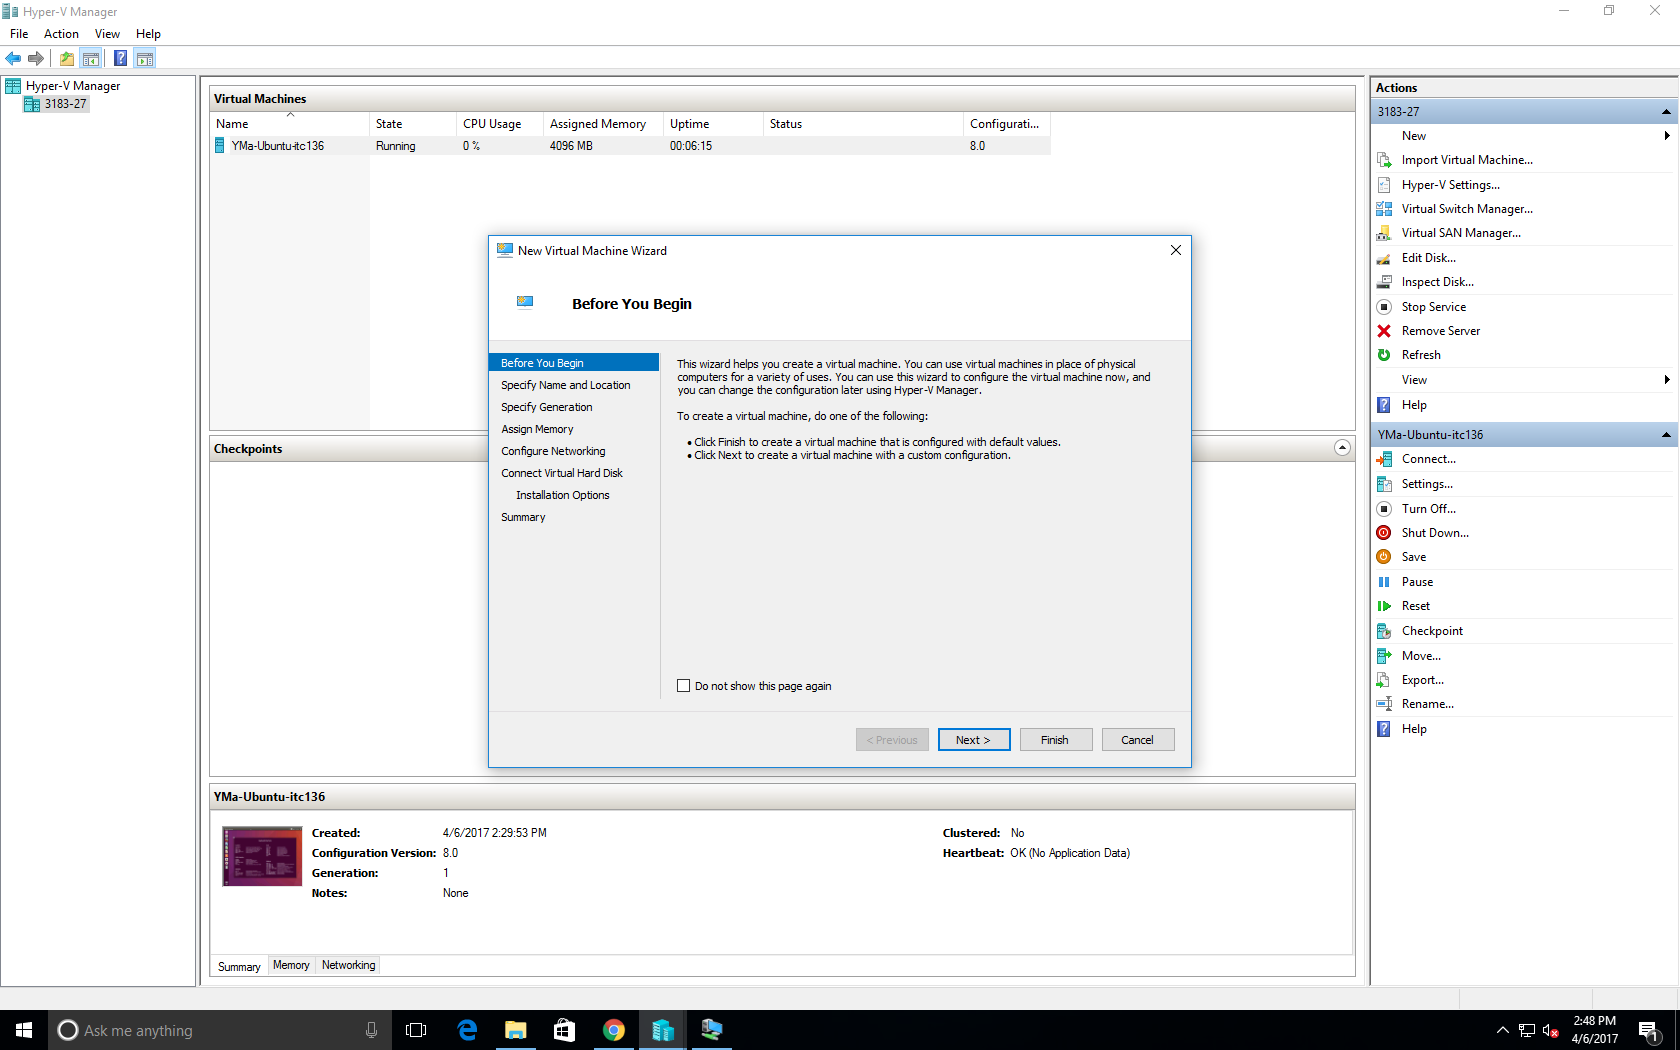 Hyper-V Manager
File Action View Help
Hyper-V Manager
3183-27
Virtual Machines
Name State CPU Usage Assigned Memory Uptime Status Configurati...
YMa-Ubuntu-itc136 Running 0 % 4096 MB 00:06:15 8.0
New Virtual Machine Wizard
Before You Begin
Before You Begin
Specify Name and Location
Specify Generation
Assign Memory
Configure Networking
Connect Virtual Hard Disk
Installation Options
Summary
This wizard helps you create a virtual machine. You can use virtual machines in place of physical
computers for a variety of uses. You can use this wizard to configure the virtual machine now, and
you can change the configuration later using Hyper-V Manager.
To create a virtual machine, do one of the following:
• Click Finish to create a virtual machine that is configured with default values.
• Click Next to create a virtual machine with a custom configuration.
Do not show this page again
< Previous Next > Finish Cancel
Checkpoints
YMa-Ubuntu-itc136
Created: 4/6/2017 2:29:53 PM
Configuration Version: 8.0
Generation: 1
Notes: None
Clustered: No
Heartbeat: OK (No Application Data)
Summary Memory Networking
Actions
3183-27
New
Import Virtual Machine...
Hyper-V Settings...
Virtual Switch Manager...
Virtual SAN Manager...
Edit Disk...
Inspect Disk...
Stop Service
Remove Server
Refresh
View
Help
YMa-Ubuntu-itc136
Connect...
Settings...
Turn Off...
Shut Down...
Save
Pause
Reset
Checkpoint
Move...
Export...
Rename...
Help
Ask me anything
2:48 PM
4/6/2017
1